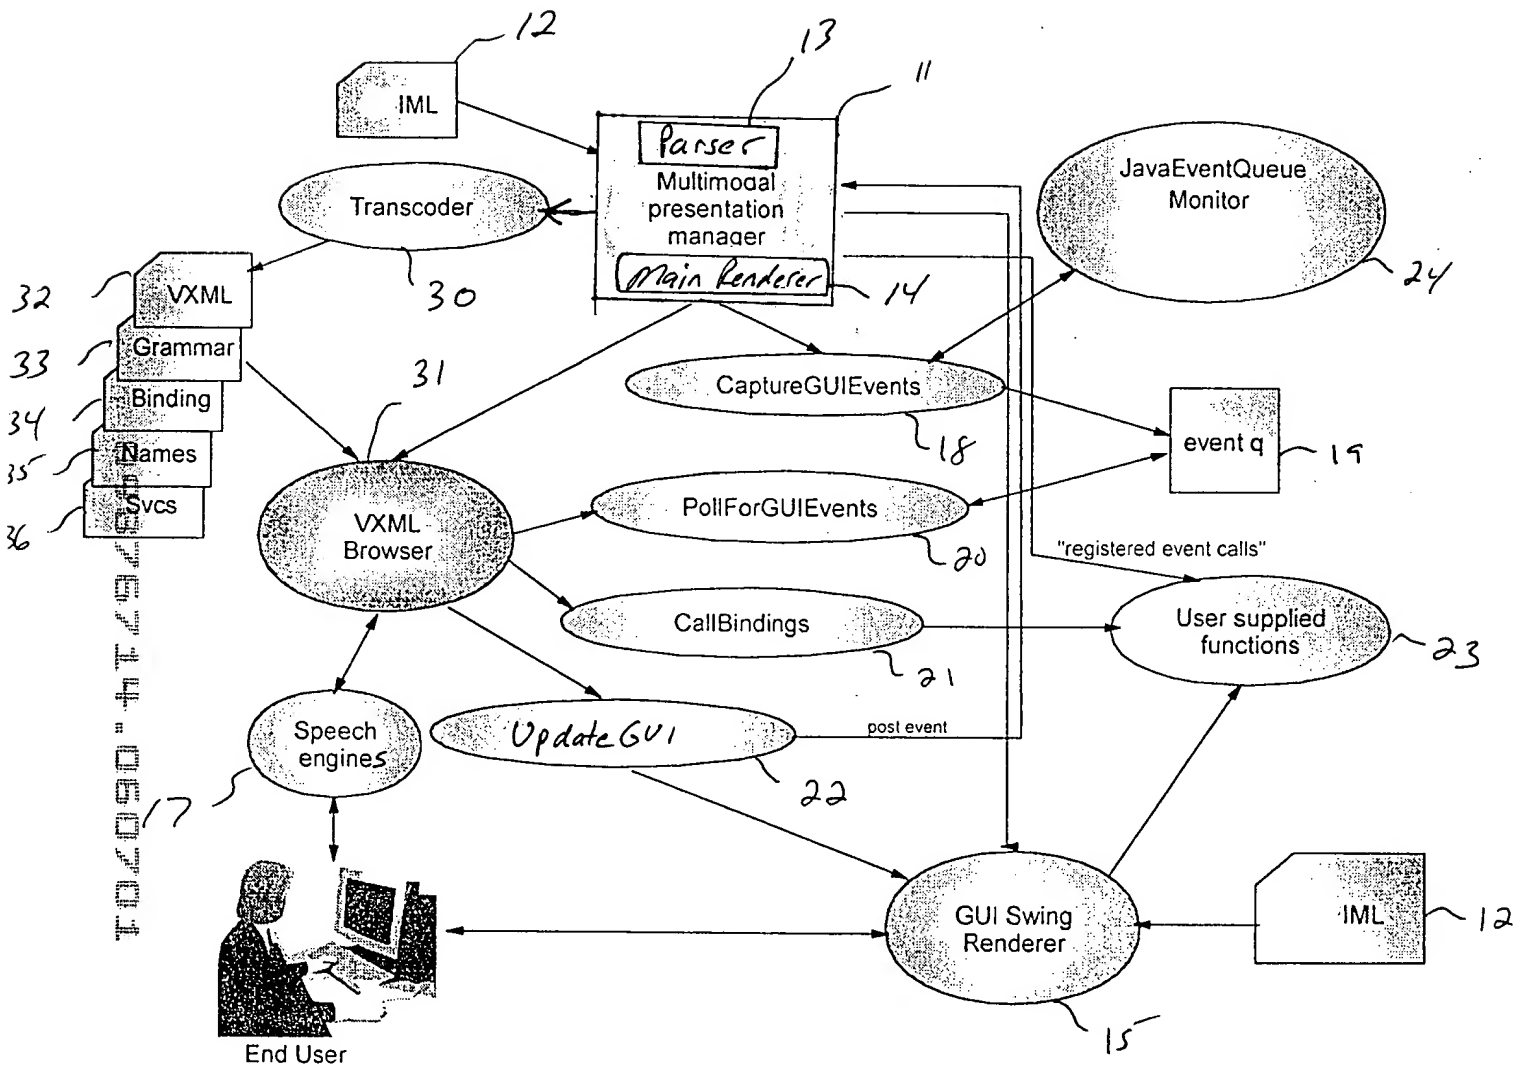 12
13
11
IML
Parser
Multimodal
presentation
manager
Main Renderer
14
JavaEventQueue
Monitor
24
Transcoder
30
32
VXML
33
Grammar
34
Binding
35
Names
36
Svcs
31
CaptureGUIEvents
18
event q
19
VXML
Browser
PollForGUIEvents
20
"registered event calls"
CallBindings
21
User supplied
functions
23
Speech
engines
17
UpdateGUI
22
post event
GUI Swing
Renderer
15
IML
12
End User